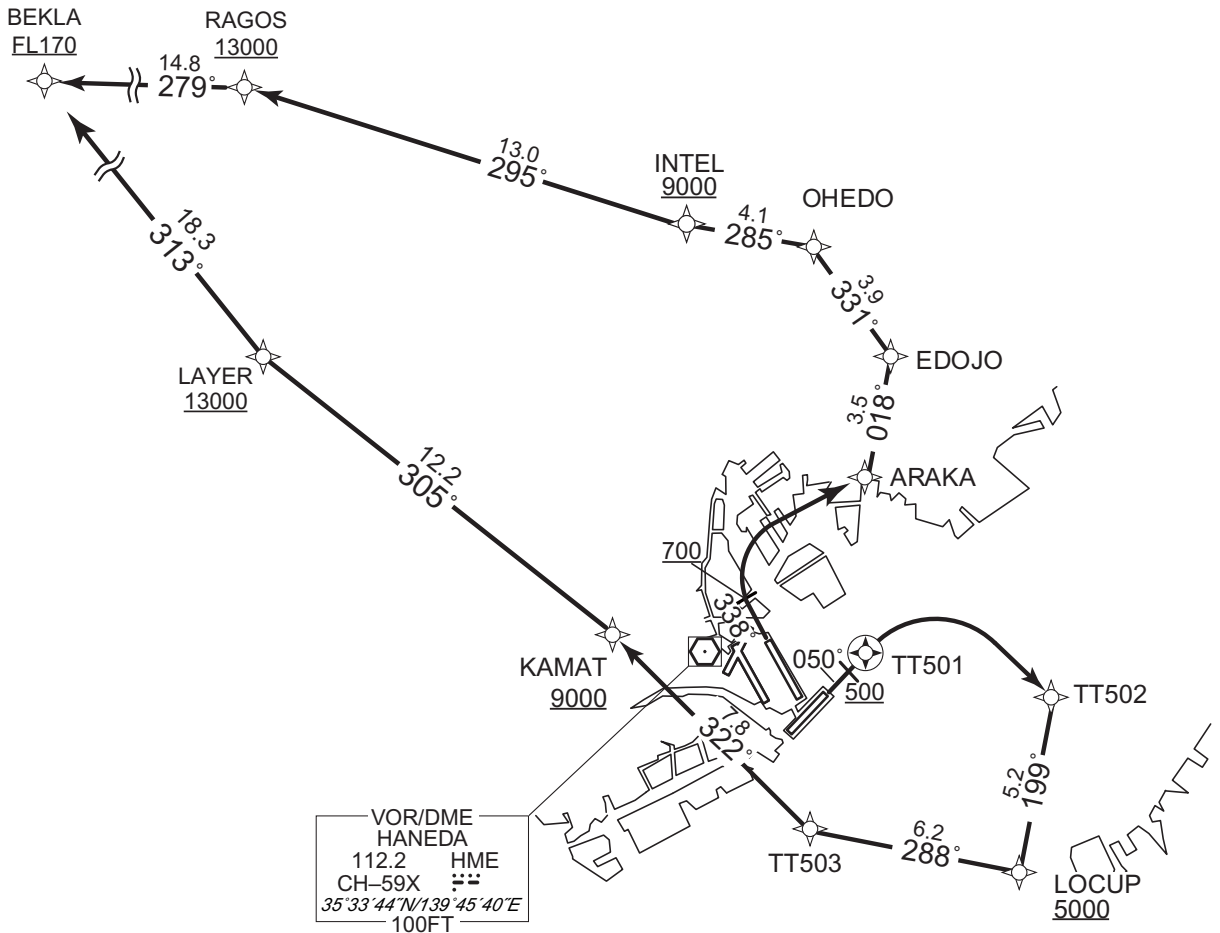 BEKLA
FL170
RAGOS
13000
14.8
279°
13.0
295°
INTEL
9000
4.1
285°
OHEDO
3.9
331°
EDOJO
3.5
018°
ARAKA
18.3
313°
LAYER
13000
12.2
305°
700
338°
KAMAT
9000
050°
500
TT501
TT502
7.8
322°
5.2
199°
TT503
6.2
288°
LOCUP
5000
VOR/DME
HANEDA
112.2 HME
CH–59X
35°33´44˝N/139°45´40˝E
100FT